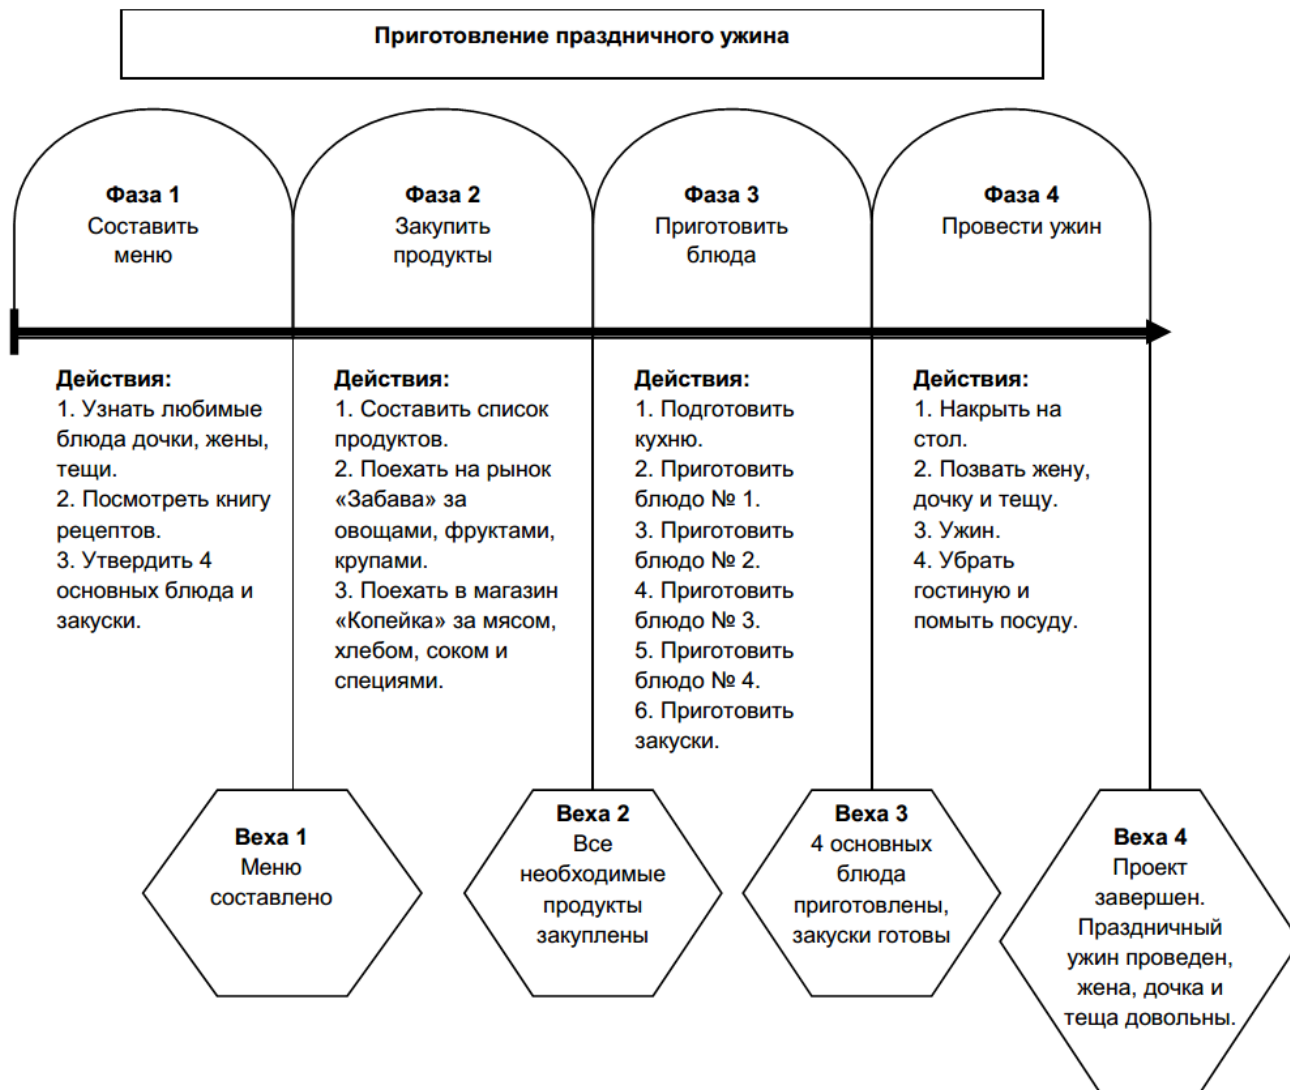 Приготовление праздничного ужина
Фаза 1
Составить
меню
Фаза 2
Закупить
продукты
Фаза 3
Приготовить
блюда
Фаза 4
Провести ужин
Действия:
1. Узнать любимые
блюда дочки, жены,
тещи.
2. Посмотреть книгу
рецептов.
3. Утвердить 4
основных блюда и
закуски.
Действия:
1. Составить список
продуктов.
2. Поехать на рынок
«Забава» за
овощами, фруктами,
крупами.
3. Поехать в магазин
«Копейка» за мясом,
хлебом, соком и
специями.
Действия:
1. Подготовить
кухню.
2. Приготовить
блюдо № 1.
3. Приготовить
блюдо № 2.
4. Приготовить
блюдо № 3.
5. Приготовить
блюдо № 4.
6. Приготовить
закуски.
Действия:
1. Накрыть на
стол.
2. Позвать жену,
дочку и тещу.
3. Ужин.
4. Убрать
гостиную и
помыть посуду.
Веха 1
Меню
составлено
Веха 2
Все
необходимые
продукты
закуплены
Веха 3
4 основных
блюда
приготовлены,
закуски готовы
Веха 4
Проект
завершен.
Праздничный
ужин проведен,
жена, дочка и
теща довольны.